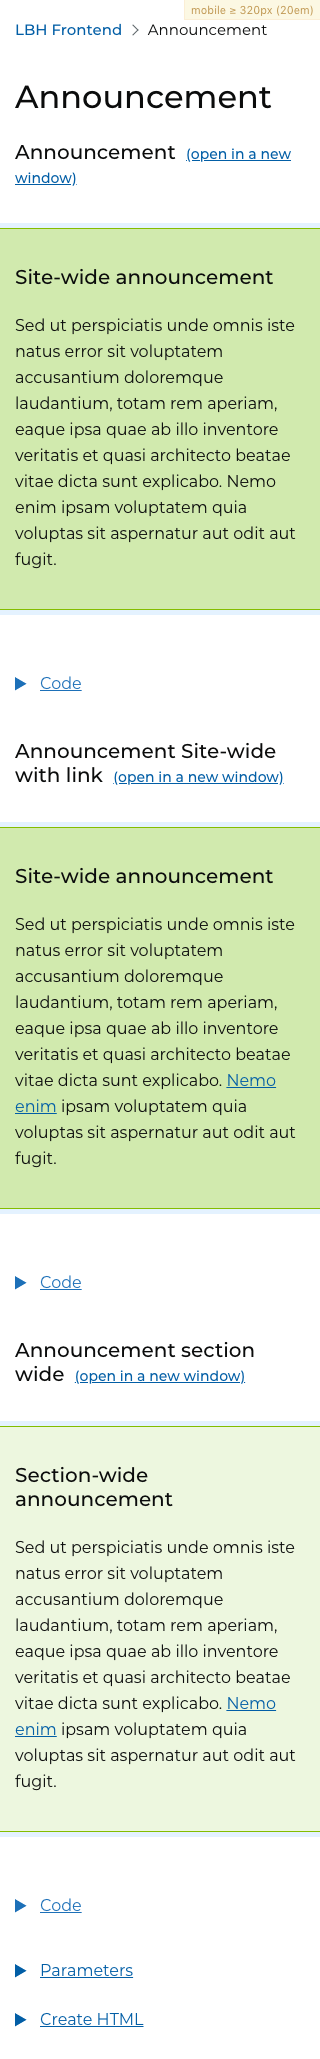 mobile ≥ 320px (20em)
LBH Frontend > Announcement
Announcement
Announcement (open in a new
window)
Site-wide announcement
Sed ut perspiciatis unde omnis iste
natus error sit voluptatem
accusantium doloremque
laudantium, totam rem aperiam,
eaque ipsa quae ab illo inventore
veritatis et quasi architecto beatae
vitae dicta sunt explicabo. Nemo
enim ipsam voluptatem quia
voluptas sit aspernatur aut odit aut
fugit.
Code
Announcement Site-wide
with link (open in a new window)
Site-wide announcement
Sed ut perspiciatis unde omnis iste
natus error sit voluptatem
accusantium doloremque
laudantium, totam rem aperiam,
eaque ipsa quae ab illo inventore
veritatis et quasi architecto beatae
vitae dicta sunt explicabo. Nemo
enim ipsam voluptatem quia
voluptas sit aspernatur aut odit aut
fugit.
Code
Announcement section
wide (open in a new window)
Section-wide
announcement
Sed ut perspiciatis unde omnis iste
natus error sit voluptatem
accusantium doloremque
laudantium, totam rem aperiam,
eaque ipsa quae ab illo inventore
veritatis et quasi architecto beatae
vitae dicta sunt explicabo. Nemo
enim ipsam voluptatem quia
voluptas sit aspernatur aut odit aut
fugit.
Code
Parameters
Create HTML